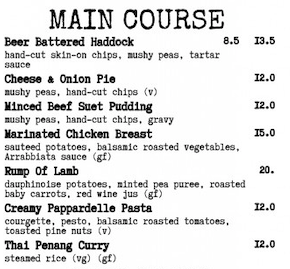 MAIN COURSE
Beer Battered Haddock 8.5 13.5
hand-cut skin-on chips, mushy peas, tartar
sauce
Cheese & Onion Pie 12.0
mushy peas, hand-cut chips (v)
Minced Beef Suet Pudding 12.0
mushy peas, hand-cut chips, gravy
Marinated Chicken Breast 15.0
sauteed potatoes, balsamic roasted vegetables,
Arrabbiata sauce (gf)
Rump Of Lamb 20.
dauphinoise potatoes, minted pea puree, roasted
baby carrots, red wine jus (gf)
Creamy Pappardelle Pasta 12.0
courgette, pesto, balsamic roasted tomatoes,
toasted pine nuts (v)
Thai Penang Curry 12.0
steamed rice (vg) (gf)